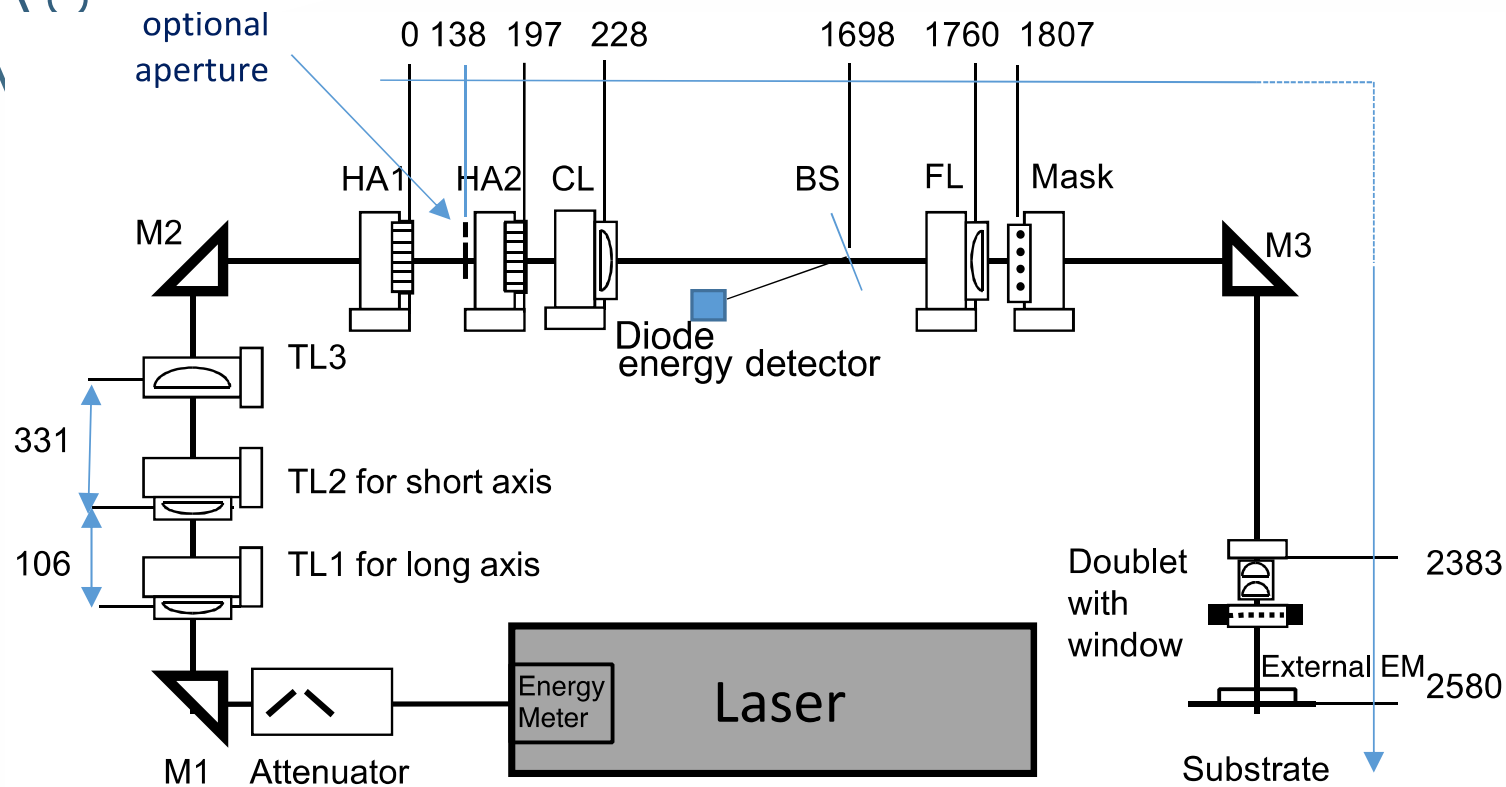 optional
aperture
0 138 197 228 1698 1760 1807
HA1 HA2 CL BS FL Mask
M2
M3
Diode
energy detector
TL3
331
TL2 for short axis
106
TL1 for long axis
Doublet
with
window
2383
External EM
2580
Energy
Meter
Laser
M1 Attenuator
Substrate